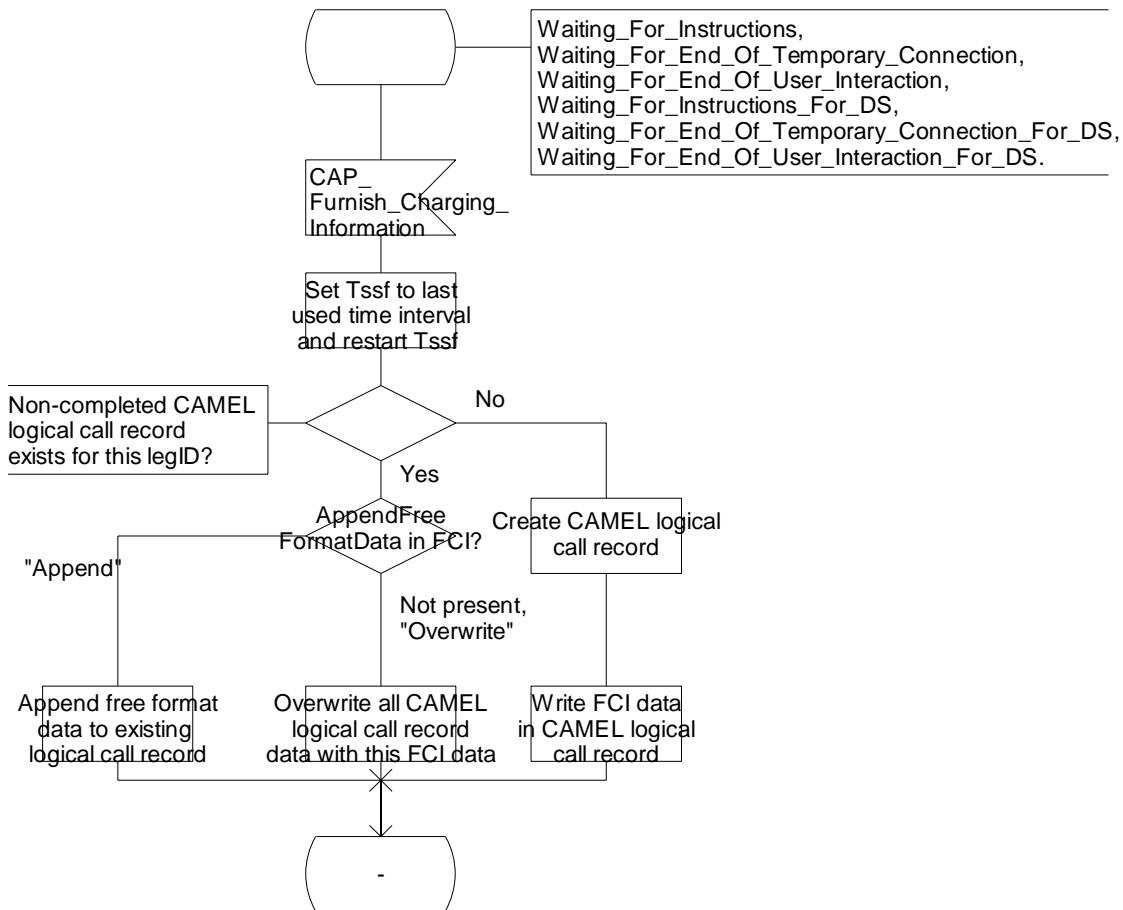 Waiting_For_Instructions,
Waiting_For_End_Of_Temporary_Connection,
Waiting_For_End_Of_User_Interaction,
Waiting_For_Instructions_For_DS,
Waiting_For_End_Of_Temporary_Connection_For_DS,
Waiting_For_End_Of_User_Interaction_For_DS.
CAP_
Furnish_Charging_
Information
Set Tssf to last
used time interval
and restart Tssf
Non-completed CAMEL
logical call record
exists for this legID?
No
Yes
AppendFree
FormatData in FCI?
Create CAMEL logical
call record
"Append"
Not present,
"Overwrite"
Append free format
data to existing
logical call record
Overwrite all CAMEL
logical call record
data with this FCI data
Write FCI data
in CAMEL logical
call record
-